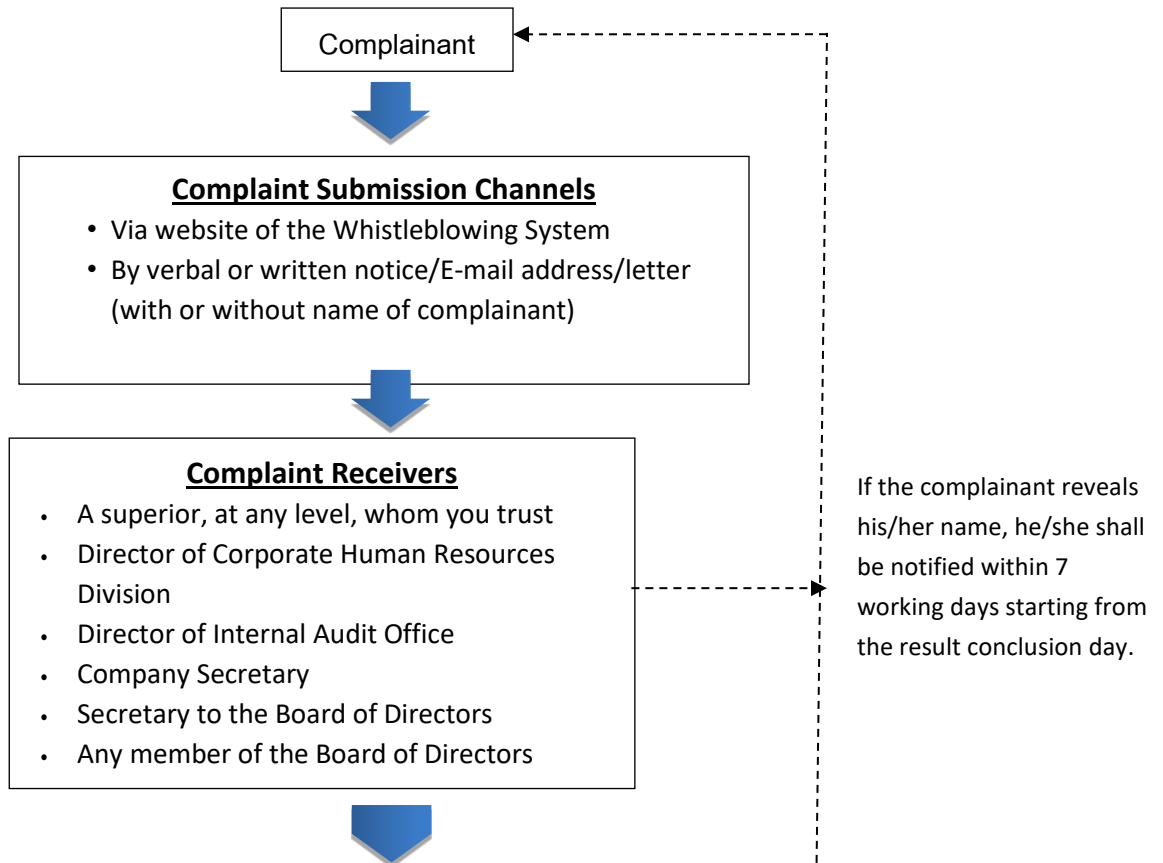 Complainant
Complaint Submission Channels
• Via website of the Whistleblowing System
• By verbal or written notice/E-mail address/letter
(with or without name of complainant)
Complaint Receivers
• A superior, at any level, whom you trust
• Director of Corporate Human Resources
Division
• Director of Internal Audit Office
• Company Secretary
• Secretary to the Board of Directors
• Any member of the Board of Directors
If the complainant reveals
his/her name, he/she shall
be notified within 7
working days starting from
the result conclusion day.